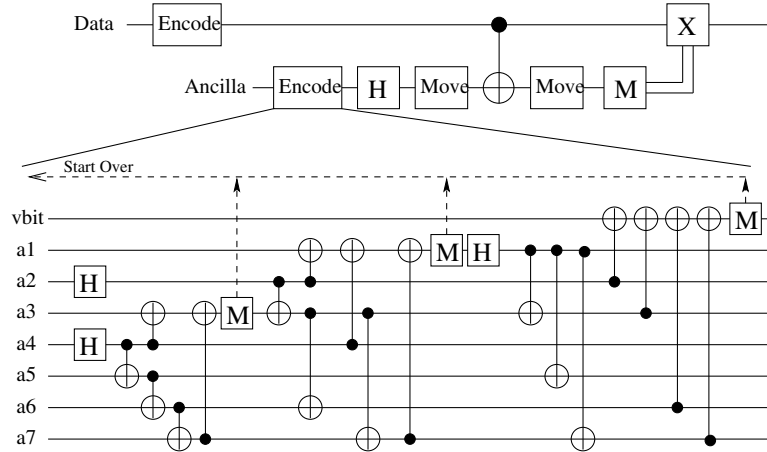 Data Encode X
Ancilla Encode H Move Move M
Start Over
vbit M
a1 M H
a2 H
a3 M
a4 H
a5
a6
a7